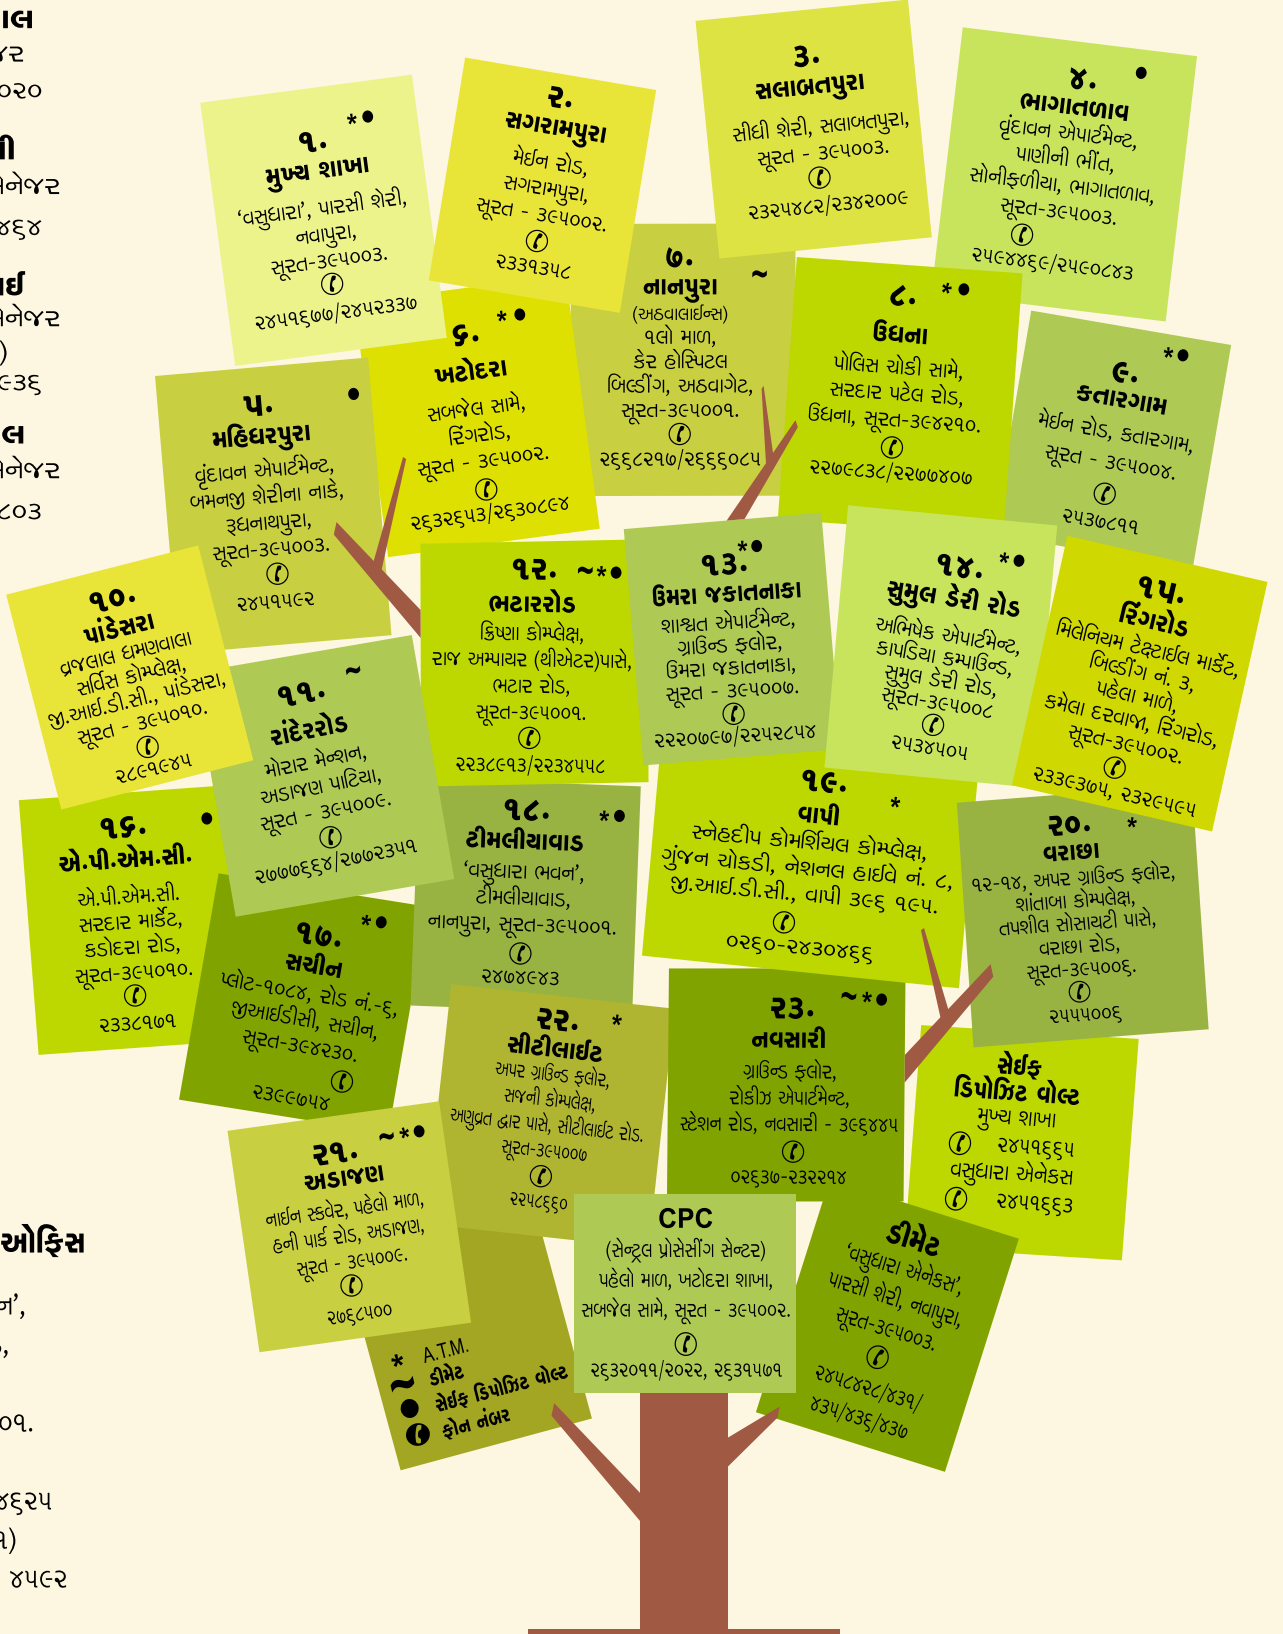 ૪૨
૦૨૦
૪૬૪
૯૩૬
૮૦૩
ઓફિસ
૦૧.
૪૬૨૫
૪૫૯૨
૧. *●
મુખ્ય શાખા
‘વસુધારા’, પારસી શેરી,
નવાપુરા,
સૂરત-૩૯૫૦૦૩.
૨૪૫૧૬૭૭/૨૪૫૨૩૩૭
૨.
સગરામપુરા
મેઈન રોડ,
સગરામપુરા,
સૂરત - ૩૯૫૦૦૨.
૨૩૩૧૩૫૮
૩.
સલાબતપુરા
સીધી શેરી, સલાબતપુરા,
સૂરત - ૩૯૫૦૦૩.
૨૩૨૫૪૮૨/૨૩૪૨૦૦૯
૪. ●
ભાગાતળાવ
વૃંદાવન એપાર્ટમેન્ટ,
પાણીની ભીંત,
સોનીફળીયા, ભાગાતળાવ,
સૂરત-૩૯૫૦૦૩.
૨૫૯૪૪૬૯/૨૫૯૦૮૪૩
૫. ●
મહિધરપુરા
વૃંદાવન એપાર્ટમેન્ટ,
બમનજી શેરીના નાકે,
રૂધનાથપુરા,
સૂરત-૩૯૫૦૦૩.
૨૪૫૧૫૯૨
૬. *●
ખટોદરા
સબજેલ સામે,
રિંગરોડ,
સૂરત - ૩૯૫૦૦૨.
૨૬૩૨૬૫૩/૨૬૩૦૮૯૪
૭. ~
નાનપુરા
(અઠવાલાઈન્સ)
૧લો માળ,
કેર હોસ્પિટલ
બિલ્ડીંગ, અઠવાગેટ,
સૂરત-૩૯૫૦૦૧.
૨૬૬૮૨૧૭/૨૬૬૬૦૮૫
૮. *●
ઉધના
પોલિસ ચોકી સામે,
સરદાર પટેલ રોડ,
ઉધના, સૂરત-૩૯૪૨૧૦.
૨૨૭૯૮૩૮/૨૨૭૭૪૦૭
૯. *●
કતારગામ
મેઈન રોડ, કતારગામ,
સૂરત - ૩૯૫૦૦૪.
૨૫૩૭૮૧૧
૧૦.
પાંડેસરા
વ્રજલાલ ધમણવાલા
સર્વિસ કોમ્પ્લેક્ષ,
જી.આઈ.ડી.સી., પાંડેસરા,
સૂરત - ૩૯૫૦૧૦.
૨૮૯૧૯૪૫
૧૧. ~
રાંદેરરોડ
મોરાર મેન્શન,
અડાજણ પાટિયા,
સૂરત - ૩૯૫૦૦૯.
૨૭૭૭૬૬૪/૨૭૭૨૩૫૧
૧૨. ~*●
ભટારરોડ
ક્રિષ્ણા કોમ્પ્લેક્ષ,
રાજ અમ્પાયર (થીએટર)પાસે,
ભટાર રોડ,
સૂરત-૩૯૫૦૦૧.
૨૨૩૮૯૧૩/૨૨૩૪૫૫૮
૧૩. *●
ઉમરા જકાતનાકા
શાશ્વત એપાર્ટમેન્ટ,
ગ્રાઉન્ડ ફ્લોર,
ઉમરા જકાતનાકા,
સૂરત - ૩૯૫૦૦૭.
૨૨૨૦૭૯૭/૨૨૫૨૮૫૪
૧૪. *●
સુમુલ ડેરી રોડ
અભિષેક એપાર્ટમેન્ટ,
કાપડિયા કમ્પાઉન્ડ,
સુમુલ ડેરી રોડ,
સૂરત-૩૯૫૦૦૮
૨૫૩૪૫૦૫
૧૫.
રિંગરોડ
મિલેનિયમ ટેક્ષ્ટાઈલ માર્કેટ,
બિલ્ડીંગ નં. ૩,
પહેલા માળે,
કમેલા દરવાજા, રિંગરોડ,
સૂરત-૩૯૫૦૦૨.
૨૩૩૯૩૭૫, ૨૩૨૯૫૯૫
૧૬. ●
એ.પી.એમ.સી.
એ.પી.એમ.સી.
સરદાર માર્કેટ,
કડોદરા રોડ,
સૂરત-૩૯૫૦૧૦.
૨૩૩૮૧૭૧
૧૭. *●
સચીન
પ્લોટ-૧૦૮૪, રોડ નં.-૬,
જીઆઈડીસી, સચીન,
સૂરત-૩૯૪૨૩૦.
૨૩૯૯૭૫૪
૧૮. *●
ટીમલીયાવાડ
‘વસુધારા ભવન’,
ટીમલીયાવાડ,
નાનપુરા, સૂરત-૩૯૫૦૦૧.
૨૪૭૪૯૪૩
૧૯. *
વાપી
સ્નેહદીપ કોમર્શિયલ કોમ્પ્લેક્ષ,
ગુંજન ચોકડી, નેશનલ હાઈવે નં. ૮,
જી.આઈ.ડી.સી., વાપી ૩૯૬ ૧૯૫.
૦૨૬૦-૨૪૩૦૪૬૬
૨૦. *
વરાછા
૧૨-૧૪, અપર ગ્રાઉન્ડ ફ્લોર,
શાંતાબા કોમ્પલેક્ષ,
તપશીલ સોસાયટી પાસે,
વરાછા રોડ,
સૂરત-૩૯૫૦૦૬.
૨૫૫૫૦૦૬
૨૧. ~*●
અડાજણ
નાઈન સ્કવેર, પહેલો માળ,
હની પાર્ક રોડ, અડાજણ,
સૂરત - ૩૯૫૦૦૯.
૨૭૬૮૫૦૦
૨૨. *
સીટીલાઈટ
અપર ગ્રાઉન્ડ ફ્લોર,
સજની કોમ્પલેક્ષ,
અણુવ્રત દ્વાર પાસે, સીટીલાઈટ રોડ.
સૂરત-૩૯૫૦૦૭
૨૨૫૮૬૬૦
૨૩. ~*●
નવસારી
ગ્રાઉન્ડ ફ્લોર,
રોકીઝ એપાર્ટમેન્ટ,
સ્ટેશન રોડ, નવસારી - ૩૯૬૪૪૫
૦૨૬૩૭-૨૩૨૨૧૪
સેઈફ
ડિપોઝિટ વોલ્ટ
મુખ્ય શાખા
૨૪૫૧૬૬૫
વસુધારા એનેકસ
૨૪૫૧૬૬૩
CPC
(સેન્ટ્રલ પ્રોસેસીંગ સેન્ટર)
પહેલો માળ, ખટોદરા શાખા,
સબજેલ સામે, સૂરત - ૩૯૫૦૦૨.
૨૬૩૨૦૧૧/૨૦૨૨, ૨૬૩૧૫૭૧
ડીમેટ
‘વસુધારા એનેકસ’,
પારસી શેરી, નવાપુરા,
સૂરત-૩૯૫૦૦૩.
૨૪૫૮૪૨૮/૪૩૧/
૪૩૫/૪૩૬/૪૩૭
* A.T.M.
~ ડીમેટ
● સેઈફ ડિપોઝિટ વોલ્ટ
ફોન નંબર